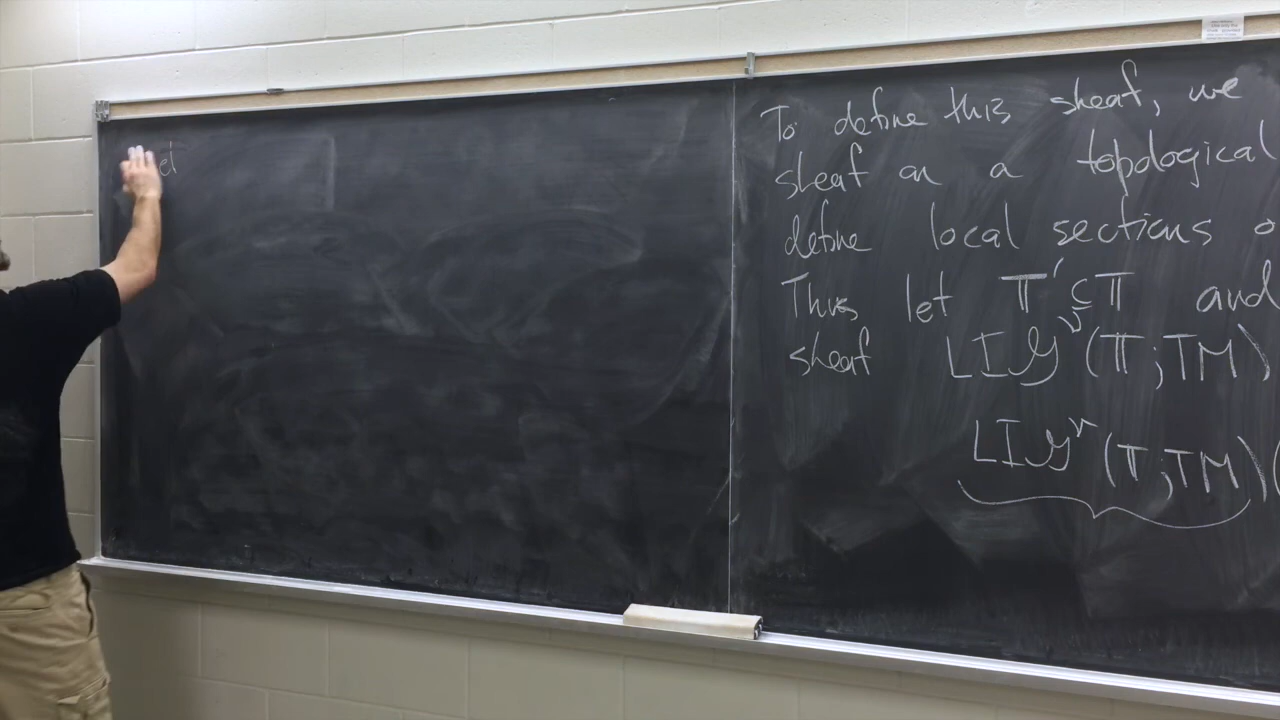 et
To define this sheaf, we
sheaf on a topological
define local sections o
Thus let 𝕋' ⊆ 𝕋 and
sheaf LI𝒴^ν(𝕋;TM)
LI𝒴^ν(𝕋;TM)(